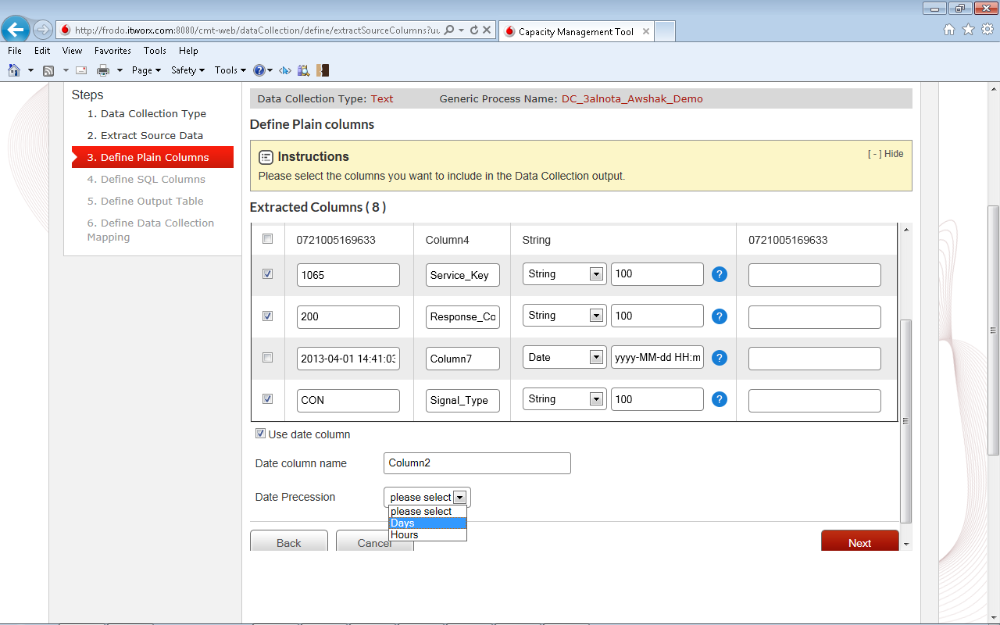 http://frodo.itworx.com:8080/cmt-web/dataCollection/define/extractSourceColumns?uu
Capacity Management Tool
File Edit View Favorites Tools Help
Page Safety Tools
Steps
1. Data Collection Type
2. Extract Source Data
3. Define Plain Columns
4. Define SQL Columns
5. Define Output Table
6. Define Data Collection
Mapping
Data Collection Type: Text Generic Process Name: DC_3alnota_Awshak_Demo
Define Plain columns
Instructions [ - ] Hide
Please select the columns you want to include in the Data Collection output.
Extracted Columns ( 8 )
0721005169633 Column4 String 0721005169633
1065 Service_Key String 100 ?
200 Response_Co String 100 ?
2013-04-01 14:41:03 Column7 Date yyyy-MM-dd HH:m ?
CON Signal_Type String 100 ?
Use date column
Date column name Column2
Date Precession please select
please select
Days
Hours
Back Cancel Next